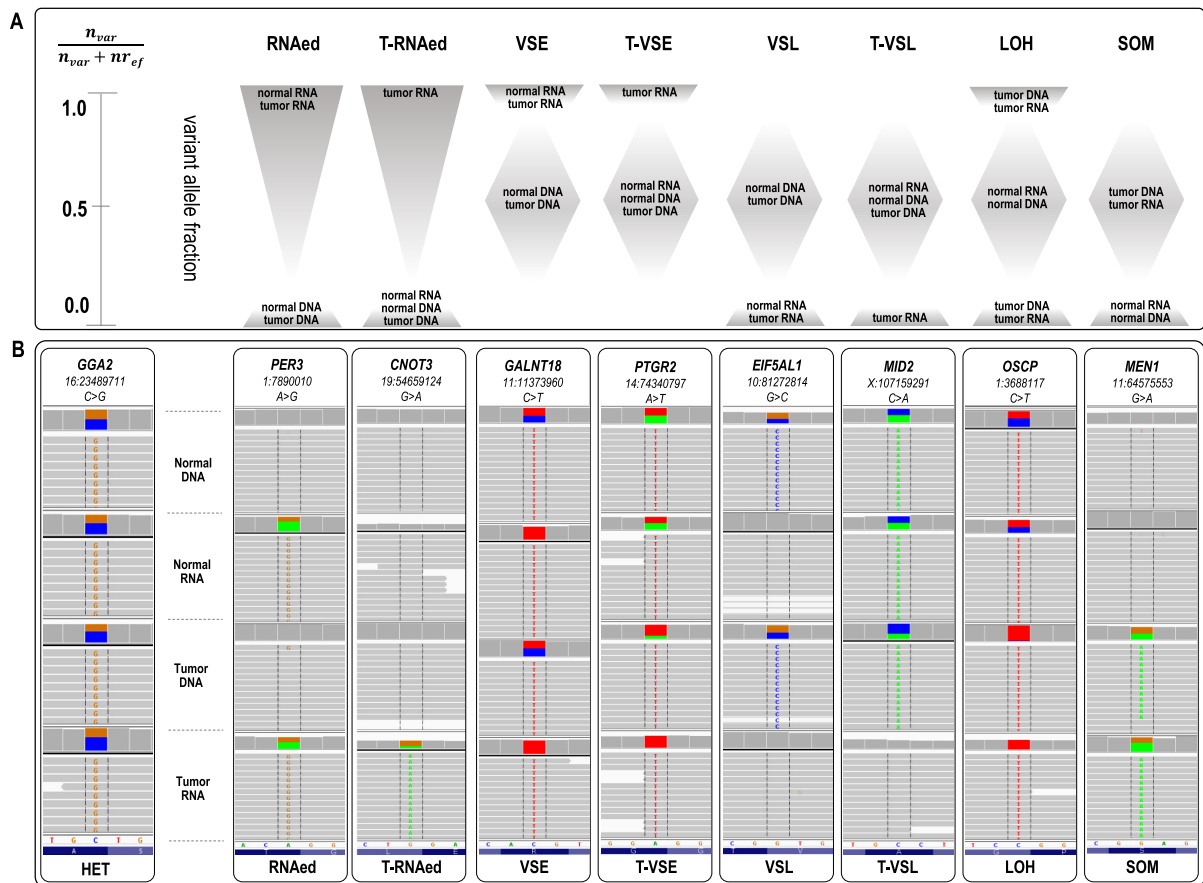 A
n_var
n_var + nr_ef
RNAed T-RNAed VSE T-VSE VSL T-VSL LOH SOM
1.0
0.5
0.0
variant allele fraction
normal RNA
tumor RNA
normal DNA
tumor DNA
tumor RNA
normal RNA
normal DNA
tumor DNA
normal RNA
tumor RNA
normal DNA
tumor DNA
tumor RNA
normal RNA
normal DNA
tumor DNA
normal DNA
tumor DNA
normal RNA
tumor RNA
normal RNA
normal DNA
tumor DNA
tumor RNA
tumor DNA
tumor RNA
normal RNA
normal DNA
tumor DNA
tumor RNA
tumor DNA
tumor RNA
normal RNA
normal DNA
B
GGA2
16:23489711
C>G
PER3
1:7890010
A>G
CNOT3
19:54659124
G>A
GALNT18
11:11373960
C>T
PTGR2
14:74340797
A>T
EIF5AL1
10:81272814
G>C
MID2
X:107159291
C>A
OSCP
1:3688117
C>T
MEN1
11:64575553
G>A
Normal
DNA
Normal
RNA
Tumor
DNA
Tumor
RNA
T G C T G
A S
A C A G G
C T G G A
C A C G T
G G A G G
C G G T G
T G C C T
T C C G G
C G G A G
HET RNAed T-RNAed VSE T-VSE VSL T-VSL LOH SOM